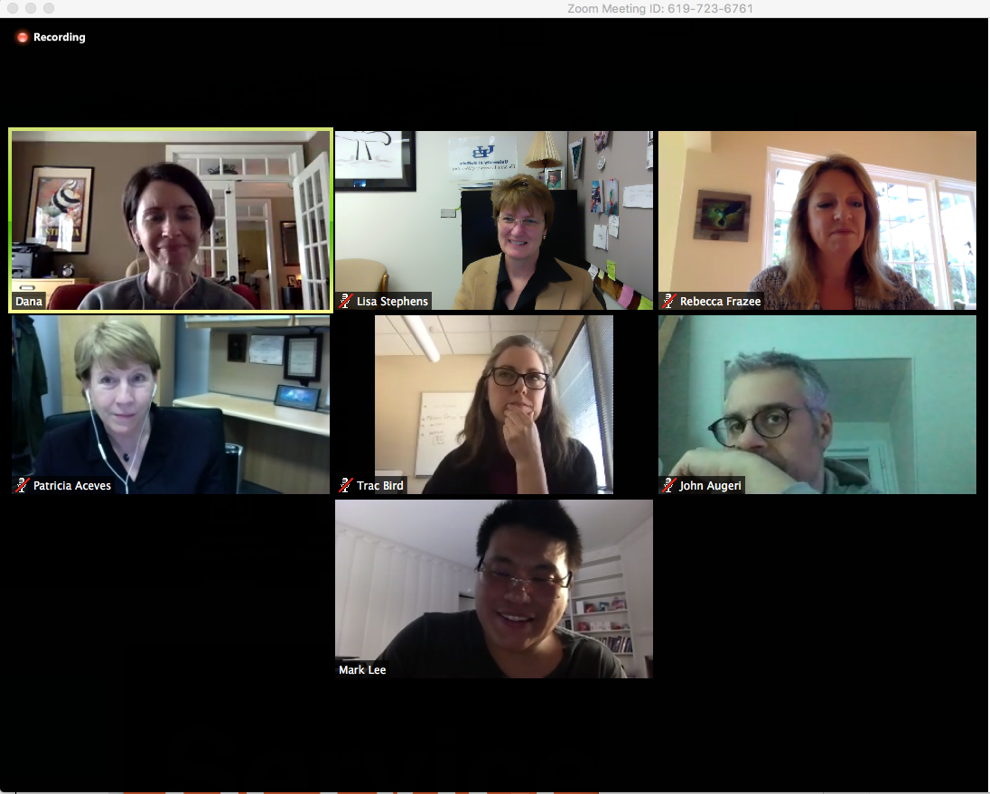 Zoom Meeting ID: 619-723-6761
Recording
Dana
Lisa Stephens
Rebecca Frazee
Patricia Aceves
Trac Bird
John Augeri
Mark Lee